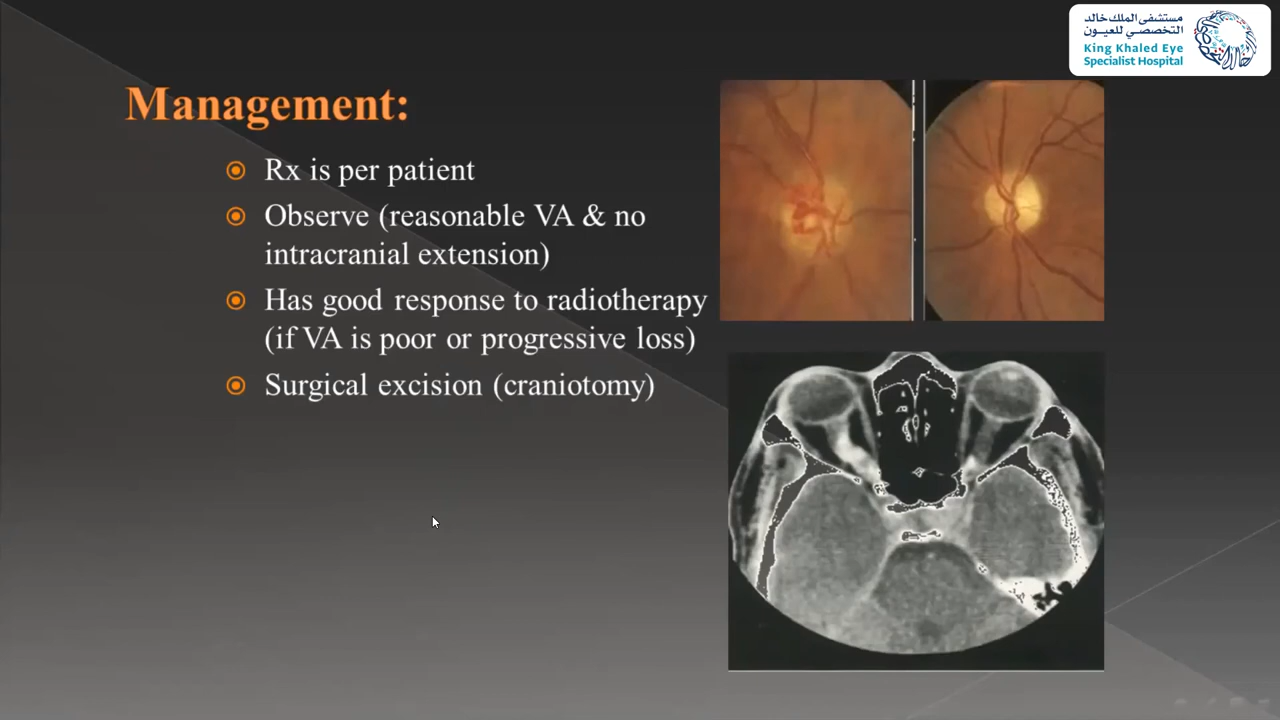 مستشفى الملك خالد
التخصصي للعيون
King Khaled Eye
Specialist Hospital
Management:
Rx is per patient
Observe (reasonable VA & no
intracranial extension)
Has good response to radiotherapy
(if VA is poor or progressive loss)
Surgical excision (craniotomy)